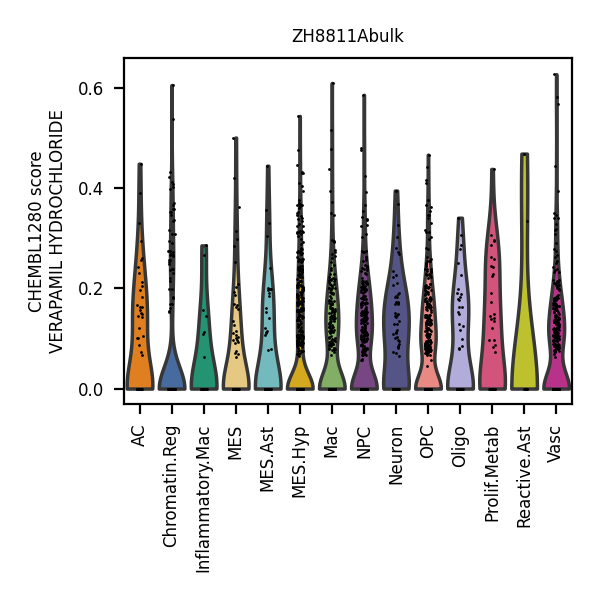 ZH8811Abulk
CHEMBL1280 score
VERAPAMIL HYDROCHLORIDE
0.6
0.4
0.2
0.0
AC
Chromatin.Reg
Inflammatory.Mac
MES
MES.Ast
MES.Hyp
Mac
NPC
Neuron
OPC
Oligo
Prolif.Metab
Reactive.Ast
Vasc